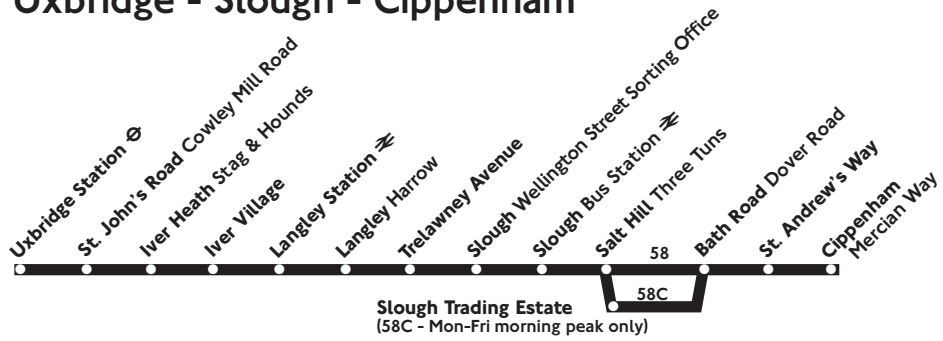 Uxbridge - Slough - Cippenham
Uxbridge Station
St. John's Road Cowley Mill Road
Iver Heath Stag & Hounds
Iver Village
Langley Station
Langley Harrow
Trelawney Avenue
Slough Wellington Street Sorting Office
Slough Bus Station
Salt Hill Three Tuns
Bath Road Dover Road
St. Andrew's Way
Cippenham
Mercian Way
58
58C
Slough Trading Estate
(58C - Mon-Fri morning peak only)